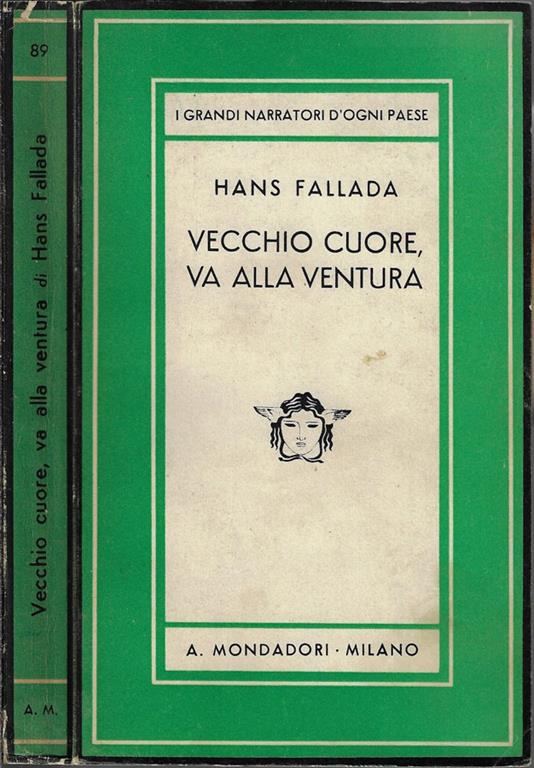 89
Vecchio cuore, va alla ventura di Hans Fallada
A. M.
I GRANDI NARRATORI D'OGNI PAESE
HANS FALLADA
VECCHIO CUORE,
VA ALLA VENTURA
A. MONDADORI · MILANO